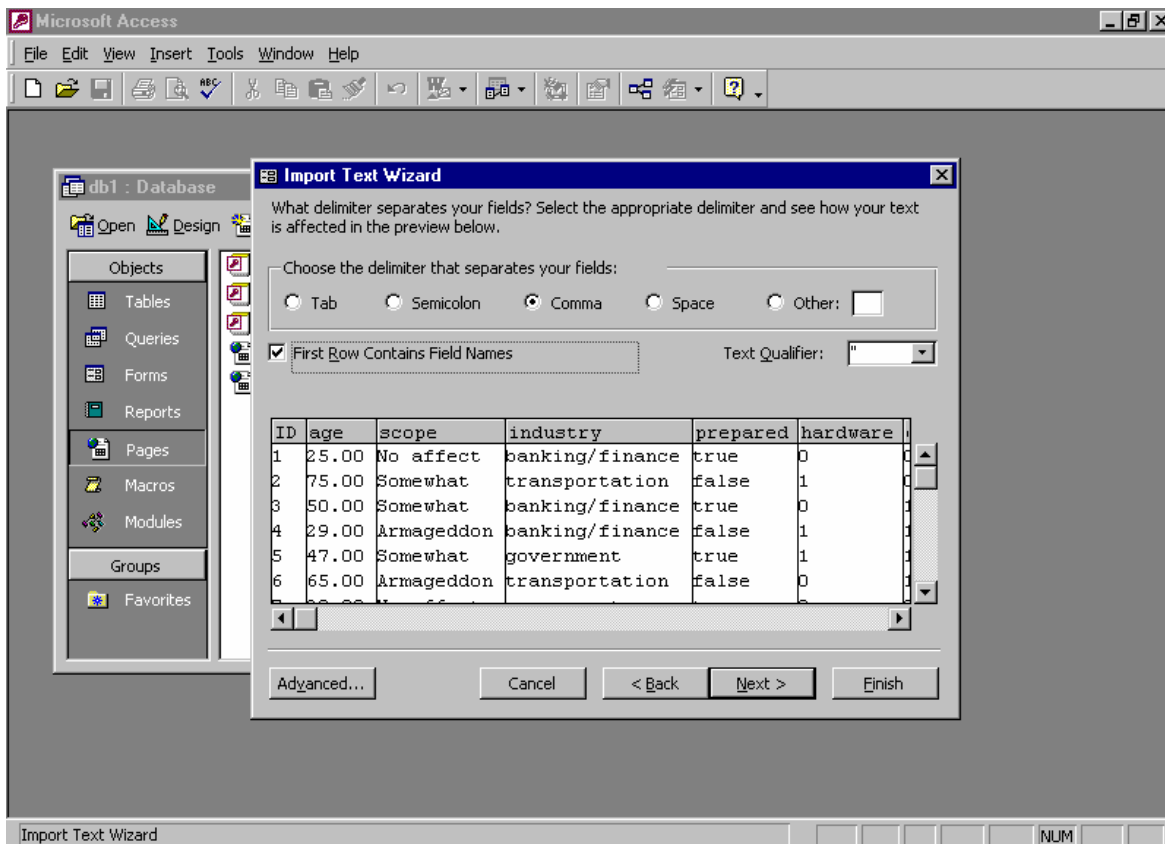 Microsoft Access
File Edit View Insert Tools Window Help
ABC
db1 : Database
Open Design
Objects
Tables
Queries
Forms
Reports
Pages
Macros
Modules
Groups
Favorites
Import Text Wizard
What delimiter separates your fields? Select the appropriate delimiter and see how your text
is affected in the preview below.
Choose the delimiter that separates your fields:
Tab Semicolon Comma Space Other:
First Row Contains Field Names Text Qualifier: "
ID age scope industry prepared hardware
1 25.00 No affect banking/finance true 0
2 75.00 Somewhat transportation false 1
3 50.00 Somewhat banking/finance true 0
4 29.00 Armageddon banking/finance false 1
5 47.00 Somewhat government true 1
6 65.00 Armageddon transportation false 0
Advanced... Cancel < Back Next > Finish
Import Text Wizard NUM